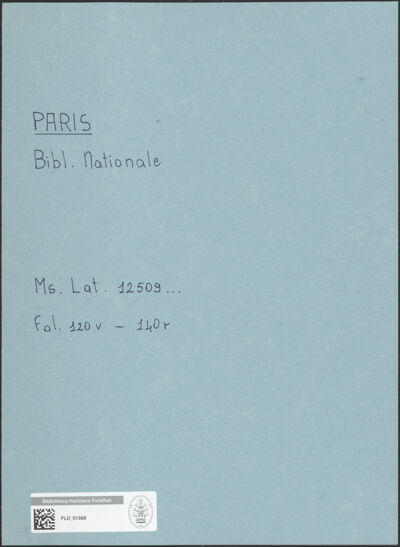 PARIS
Bibl. Nationale
Ms. Lat. 12509...
Fol. 120v – 140r
Bibliotheca Hertziana Fotothek
FLD_01568